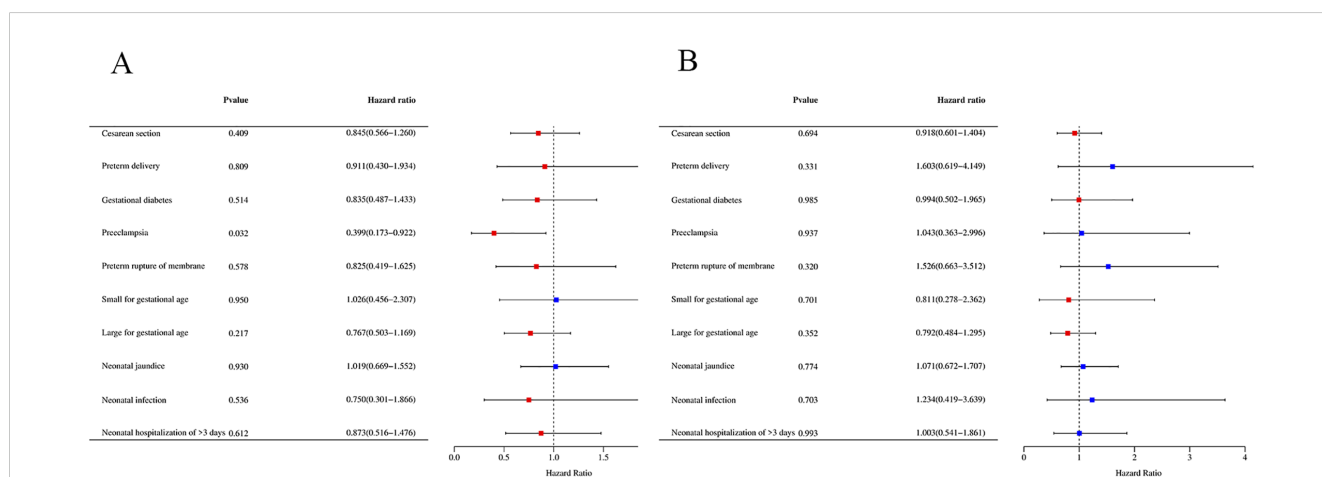 A
Pvalue Hazard ratio
Cesarean section 0.409 0.845(0.566−1.260)
Preterm delivery 0.809 0.911(0.430−1.934)
Gestational diabetes 0.514 0.835(0.487−1.433)
Preeclampsia 0.032 0.399(0.173−0.922)
Preterm rupture of membrane 0.578 0.825(0.419−1.625)
Small for gestational age 0.950 1.026(0.456−2.307)
Large for gestational age 0.217 0.767(0.503−1.169)
Neonatal jaundice 0.930 1.019(0.669−1.552)
Neonatal infection 0.536 0.750(0.301−1.866)
Neonatal hospitalization of >3 days 0.612 0.873(0.516−1.476)
0.0 0.5 1.0 1.5
Hazard Ratio
B
Pvalue Hazard ratio
Cesarean section 0.694 0.918(0.601−1.404)
Preterm delivery 0.331 1.603(0.619−4.149)
Gestational diabetes 0.985 0.994(0.502−1.965)
Preeclampsia 0.937 1.043(0.363−2.996)
Preterm rupture of membrane 0.320 1.526(0.663−3.512)
Small for gestational age 0.701 0.811(0.278−2.362)
Large for gestational age 0.352 0.792(0.484−1.295)
Neonatal jaundice 0.774 1.071(0.672−1.707)
Neonatal infection 0.703 1.234(0.419−3.639)
Neonatal hospitalization of >3 days 0.993 1.003(0.541−1.861)
0 1 2 3 4
Hazard Ratio